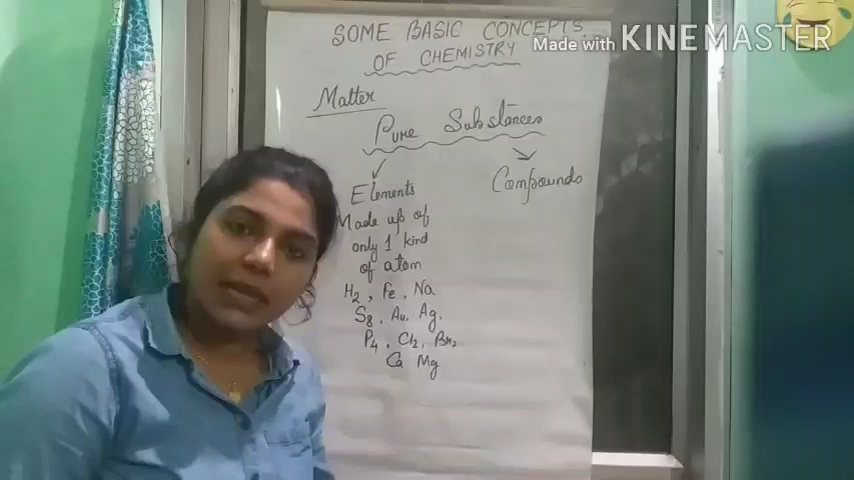 SOME BASIC CONCEPTS
OF CHEMISTRY
Made with KINEMASTER
Matter
Pure Substances
Elements
Compounds
Made up of
only 1 kind
of atom
H2, Fe, Na
S8, Au, Ag.
P4, Cl2, Br2
Ca Mg